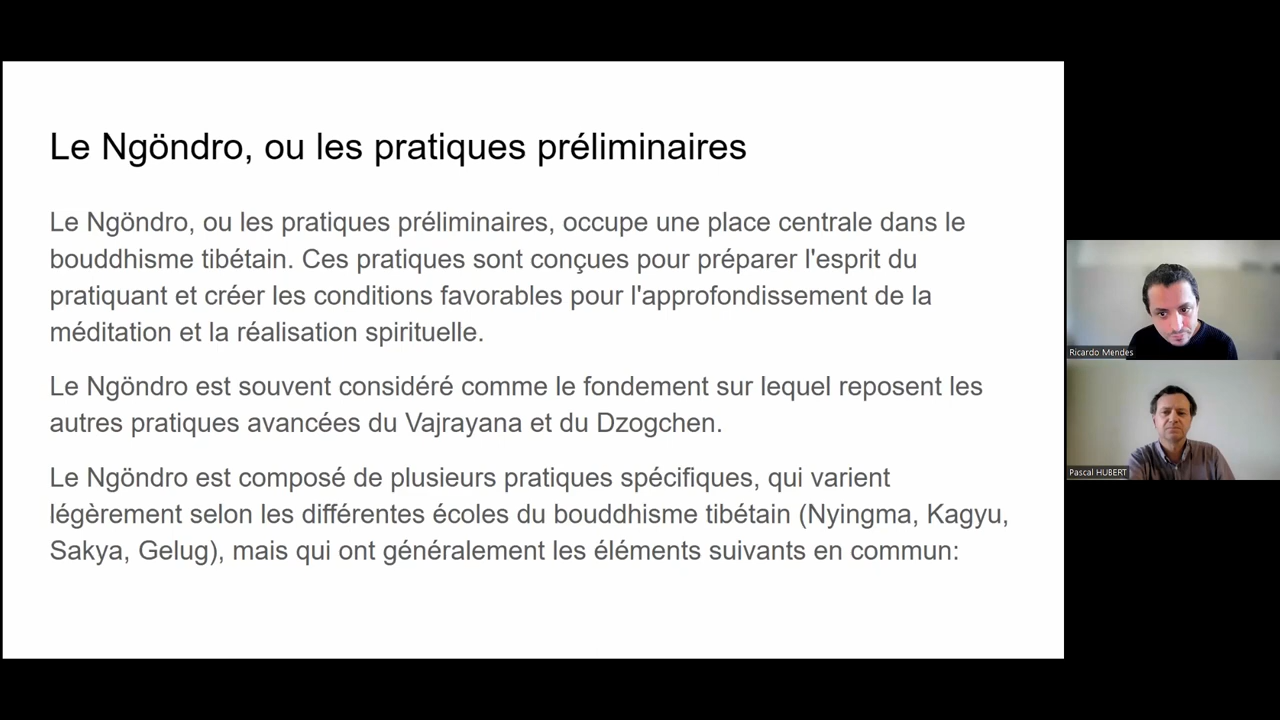 Le Ngöndro, ou les pratiques préliminaires
Le Ngöndro, ou les pratiques préliminaires, occupe une place centrale dans le
bouddhisme tibétain. Ces pratiques sont conçues pour préparer l'esprit du
pratiquant et créer les conditions favorables pour l'approfondissement de la
méditation et la réalisation spirituelle.
Le Ngöndro est souvent considéré comme le fondement sur lequel reposent les
autres pratiques avancées du Vajrayana et du Dzogchen.
Le Ngöndro est composé de plusieurs pratiques spécifiques, qui varient
légèrement selon les différentes écoles du bouddhisme tibétain (Nyingma, Kagyu,
Sakya, Gelug), mais qui ont généralement les éléments suivants en commun:
Ricardo Mendes
Pascal HUBERT